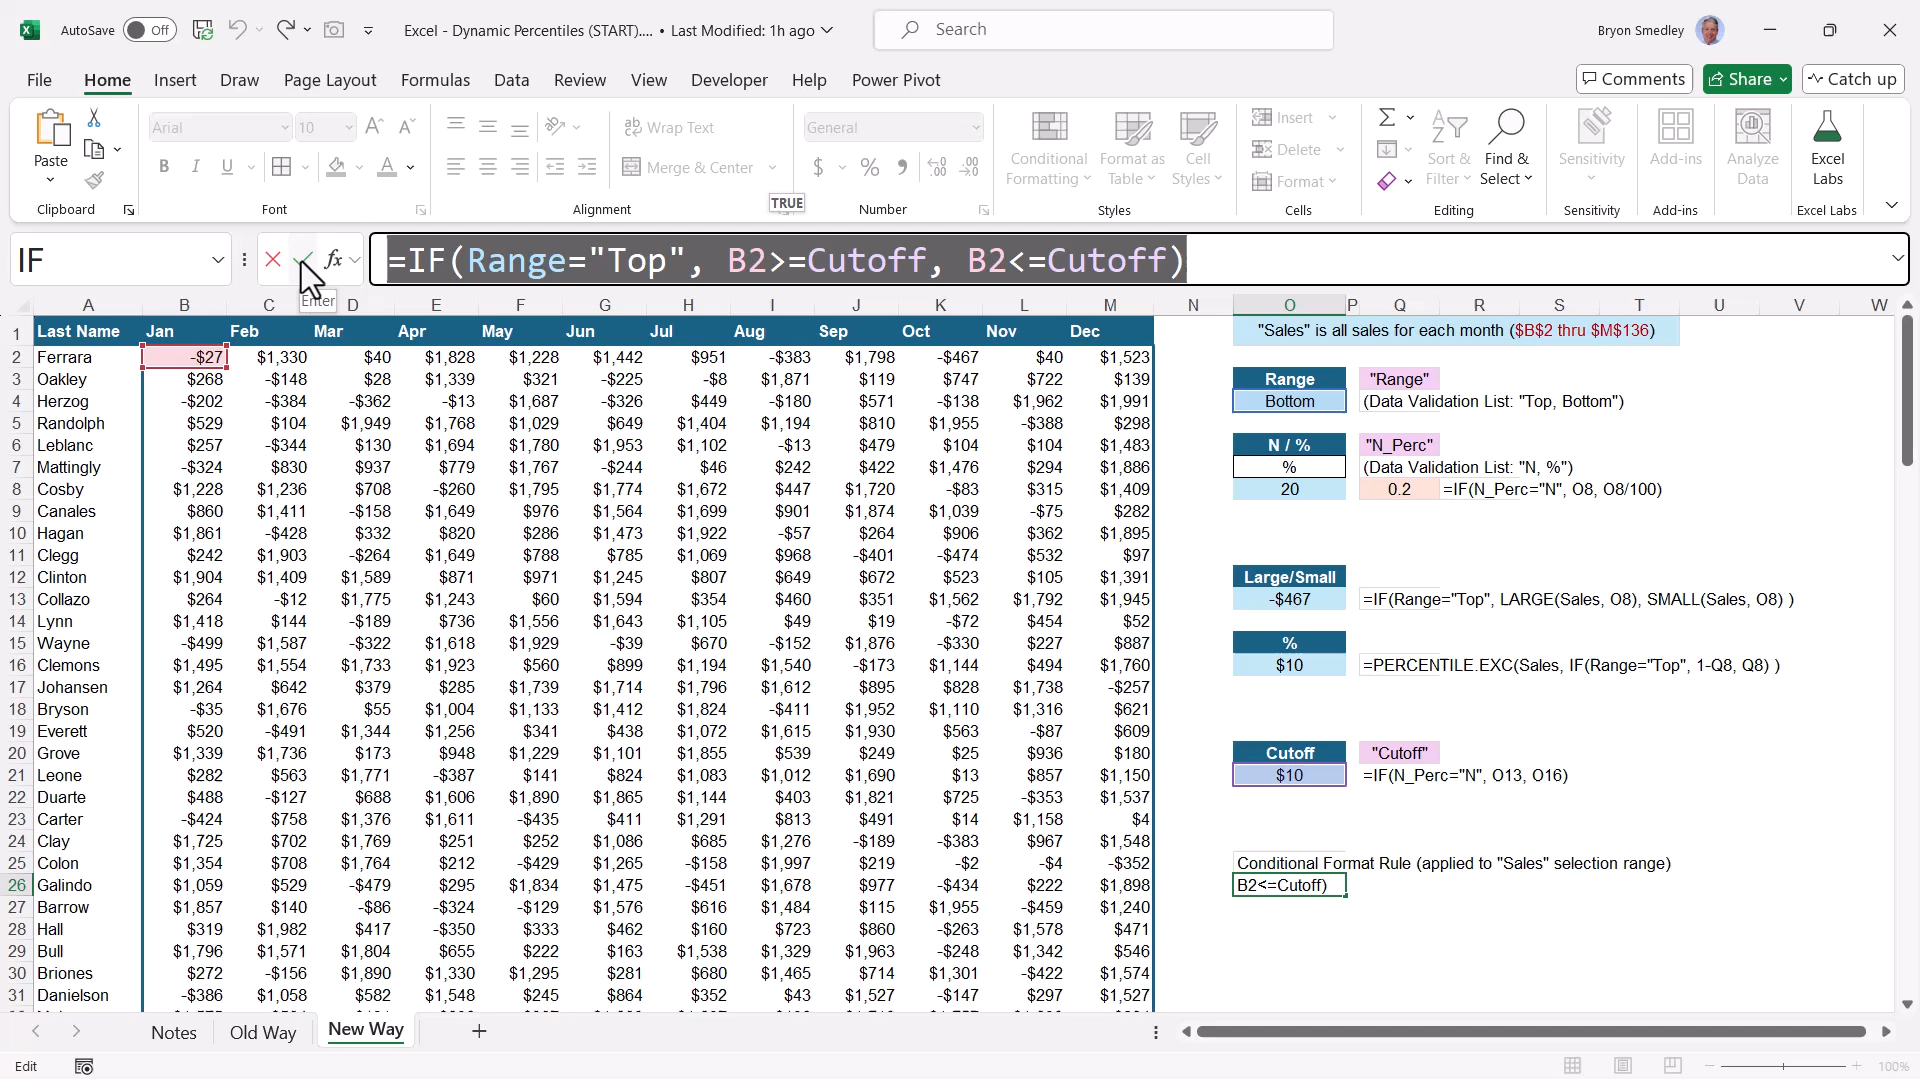 AutoSave Off Excel - Dynamic Percentiles (START).... • Last Modified: 1h ago Search Bryon Smedley
File Home Insert Draw Page Layout Formulas Data Review View Developer Help Power Pivot Comments Share Catch up
Paste Arial 10 Wrap Text Merge & Center General Conditional Formatting Format as Table Cell Styles Insert Delete Format Sort & Filter Find & Select Sensitivity Add-ins Analyze Data Excel Labs
Clipboard Font Alignment TRUE Number Styles Cells Editing Sensitivity Add-ins Excel Labs
IF fx =IF(Range="Top", B2>=Cutoff, B2<=Cutoff)
Enter
A B C D E F G H I J K L M N O P Q R S T U V W
1 Last Name Jan Feb Mar Apr May Jun Jul Aug Sep Oct Nov Dec "Sales" is all sales for each month ($B$2 thru $M$136)
2 Ferrara -$27 $1,330 $40 $1,828 $1,228 $1,442 $951 -$383 $1,798 -$467 $40 $1,523
3 Oakley $268 -$148 $28 $1,339 $321 -$225 -$8 $1,871 $119 $747 $722 $139 Range "Range"
4 Herzog -$202 -$384 -$362 -$13 $1,687 -$326 $449 -$180 $571 -$138 $1,962 $1,991 Bottom (Data Validation List: "Top, Bottom")
5 Randolph $529 $104 $1,949 $1,768 $1,029 $649 $1,404 $1,194 $810 $1,955 -$388 $298
6 Leblanc $257 -$344 $130 $1,694 $1,780 $1,953 $1,102 -$13 $479 $104 $104 $1,483 N / % "N_Perc"
7 Mattingly -$324 $830 $937 $779 $1,767 -$244 $46 $242 $422 $1,476 $294 $1,886 % (Data Validation List: "N, %")
8 Cosby $1,228 $1,236 $708 -$260 $1,795 $1,774 $1,672 $447 $1,720 -$83 $315 $1,409 20 0.2 =IF(N_Perc="N", O8, O8/100)
9 Canales $860 $1,411 -$158 $1,649 $976 $1,564 $1,699 $901 $1,874 $1,039 -$75 $282
10 Hagan $1,861 -$428 $332 $820 $286 $1,473 $1,922 -$57 $264 $906 $362 $1,895
11 Clegg $242 $1,903 -$264 $1,649 $788 $785 $1,069 $968 -$401 -$474 $532 $97
12 Clinton $1,904 $1,409 $1,589 $871 $971 $1,245 $807 $649 $672 $523 $105 $1,391 Large/Small
13 Collazo $264 -$12 $1,775 $1,243 $60 $1,594 $354 $460 $351 $1,562 $1,792 $1,945 -$467 =IF(Range="Top", LARGE(Sales, O8), SMALL(Sales, O8) )
14 Lynn $1,418 $144 -$189 $736 $1,556 $1,643 $1,105 $49 $19 -$72 $454 $52
15 Wayne -$499 $1,587 -$322 $1,618 $1,929 -$39 $670 -$152 $1,876 -$330 $227 $887 %
16 Clemons $1,495 $1,554 $1,733 $1,923 $560 $899 $1,194 $1,540 -$173 $1,144 $494 $1,760 $10 =PERCENTILE.EXC(Sales, IF(Range="Top", 1-Q8, Q8) )
17 Johansen $1,264 $642 $379 $285 $1,739 $1,714 $1,796 $1,612 $895 $828 $1,738 -$257
18 Bryson -$35 $1,676 $55 $1,004 $1,133 $1,412 $1,824 -$411 $1,952 $1,110 $1,316 $621
19 Everett $520 -$491 $1,344 $1,256 $341 $438 $1,072 $1,615 $1,930 $563 -$87 $609
20 Grove $1,339 $1,736 $173 $948 $1,229 $1,101 $1,855 $539 $249 $25 $936 $180 Cutoff "Cutoff"
21 Leone $282 $563 $1,771 -$387 $141 $824 $1,083 $1,012 $1,690 $13 $857 $1,150 $10 =IF(N_Perc="N", O13, O16)
22 Duarte $488 -$127 $688 $1,606 $1,890 $1,865 $1,144 $403 $1,821 $725 -$353 $1,537
23 Carter -$424 $758 $1,376 $1,611 -$435 $411 $1,291 $813 $491 $14 $1,158 $4
24 Clay $1,725 $702 $1,769 $251 $252 $1,086 $685 $1,276 -$189 -$383 $967 $1,548
25 Colon $1,354 $708 $1,764 $212 -$429 $1,265 -$158 $1,997 $219 -$2 -$4 -$352 Conditional Format Rule (applied to "Sales" selection range)
26 Galindo $1,059 $529 -$479 $295 $1,834 $1,475 -$451 $1,678 $977 -$434 $222 $1,898 B2<=Cutoff)
27 Barrow $1,857 $140 -$86 -$324 -$129 $1,576 $616 $1,484 $115 $1,955 -$459 $1,240
28 Hall $319 $1,982 $417 -$350 $333 $462 $160 $723 $860 -$263 $1,578 $471
29 Bull $1,796 $1,571 $1,804 $655 $222 $163 $1,538 $1,329 $1,963 -$248 $1,342 $546
30 Briones $272 -$156 $1,890 $1,330 $1,295 $281 $680 $1,465 $714 $1,301 -$422 $1,574
31 Danielson -$386 $1,058 $582 $1,548 $245 $864 $352 $43 $1,527 -$147 $297 $1,527
Notes Old Way New Way
Edit 100%